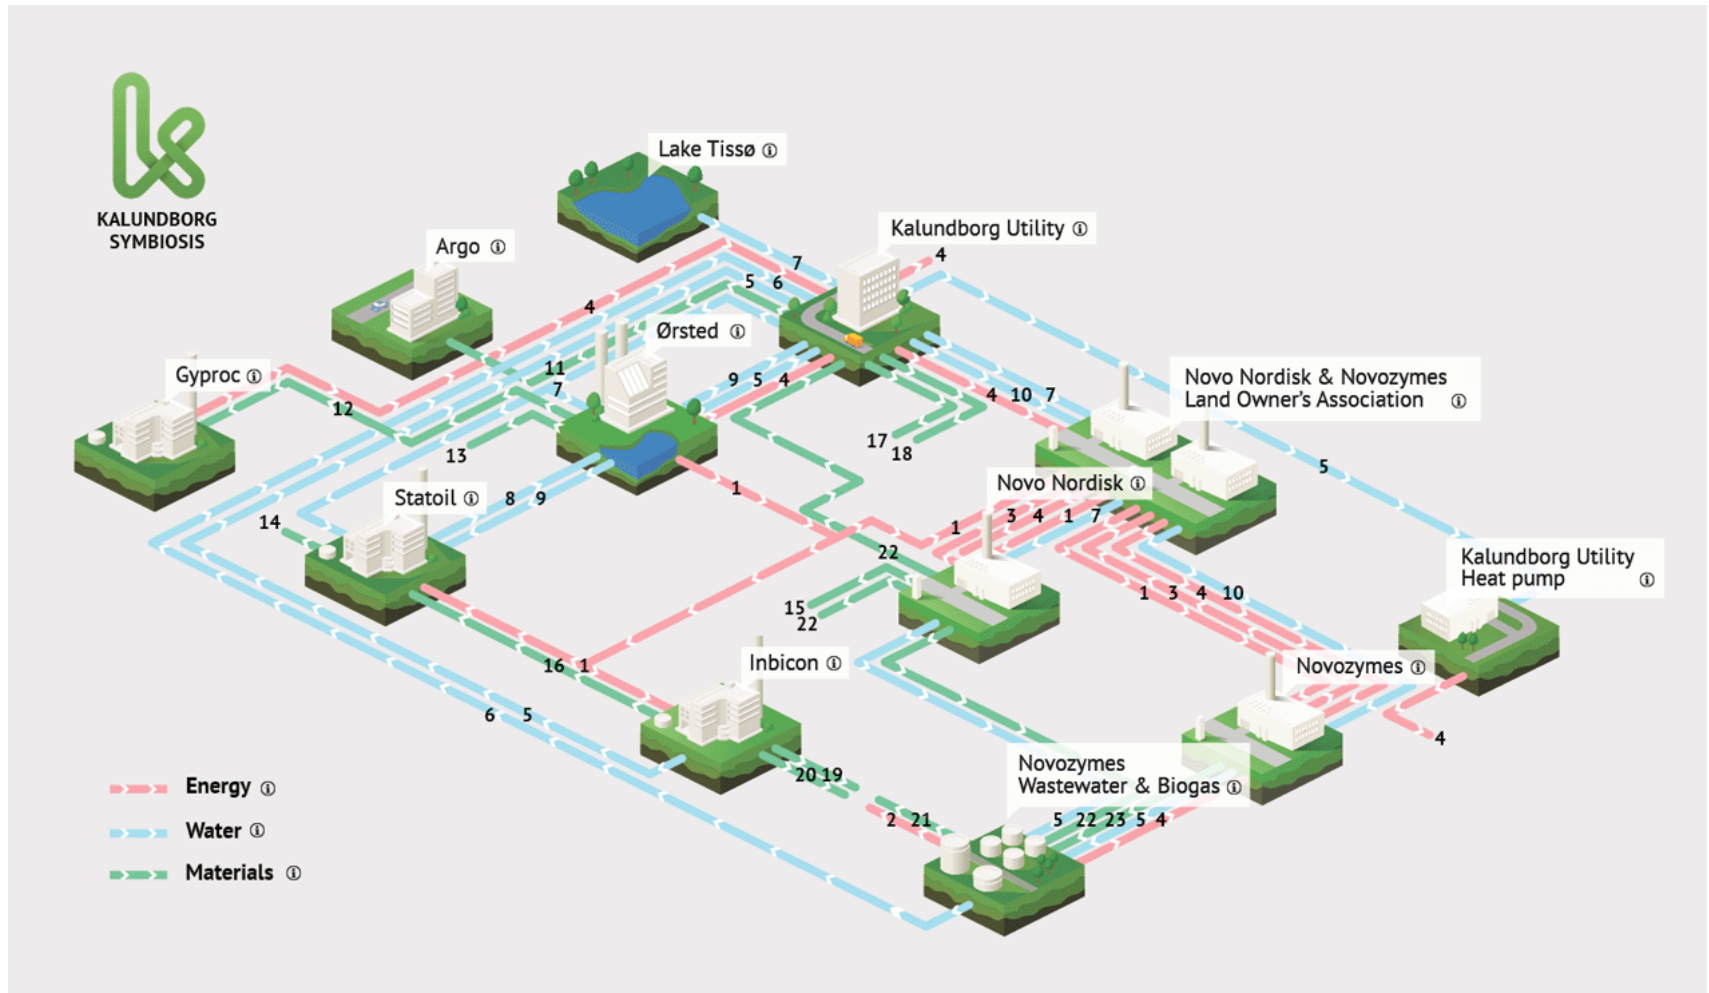 KALUNDBORG
SYMBIOSIS
Lake Tissø
Kalundborg Utility
Argo
4
7
5 6
4
Ørsted
Gyproc
11
7
12
9 5 4
4 10 7
Novo Nordisk & Novozymes
Land Owner's Association
17
18
13
5
Statoil
8 9
14
1
Novo Nordisk
1 3 4 1 7
22
Kalundborg Utility
Heat pump
1 3 4 10
15
22
16 1
Inbicon
Novozymes
6 5
4
20 19
Novozymes
Wastewater & Biogas
2 21
5 22 23 5 4
Energy
Water
Materials